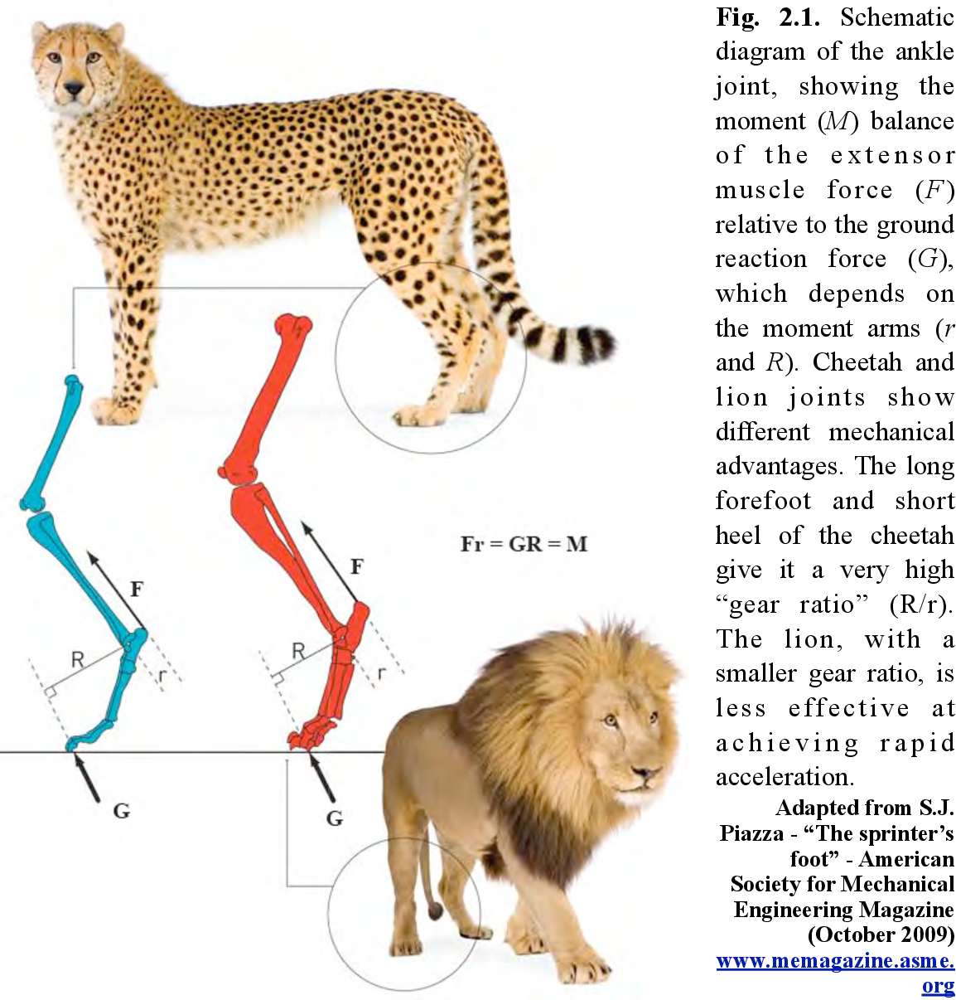 Fig. 2.1. Schematic
diagram of the ankle
joint, showing the
moment (M) balance
of the extensor
muscle force (F)
relative to the ground
reaction force (G),
which depends on
the moment arms (r
and R). Cheetah and
lion joints show
different mechanical
advantages. The long
forefoot and short
heel of the cheetah
give it a very high
“gear ratio” (R/r).
The lion, with a
smaller gear ratio, is
less effective at
achieving rapid
acceleration.
Adapted from S.J.
Piazza - “The sprinter’s
foot” - American
Society for Mechanical
Engineering Magazine
(October 2009)
www.memagazine.asme.
org
Fr = GR = M
F
R
r
G
F
R
r
G